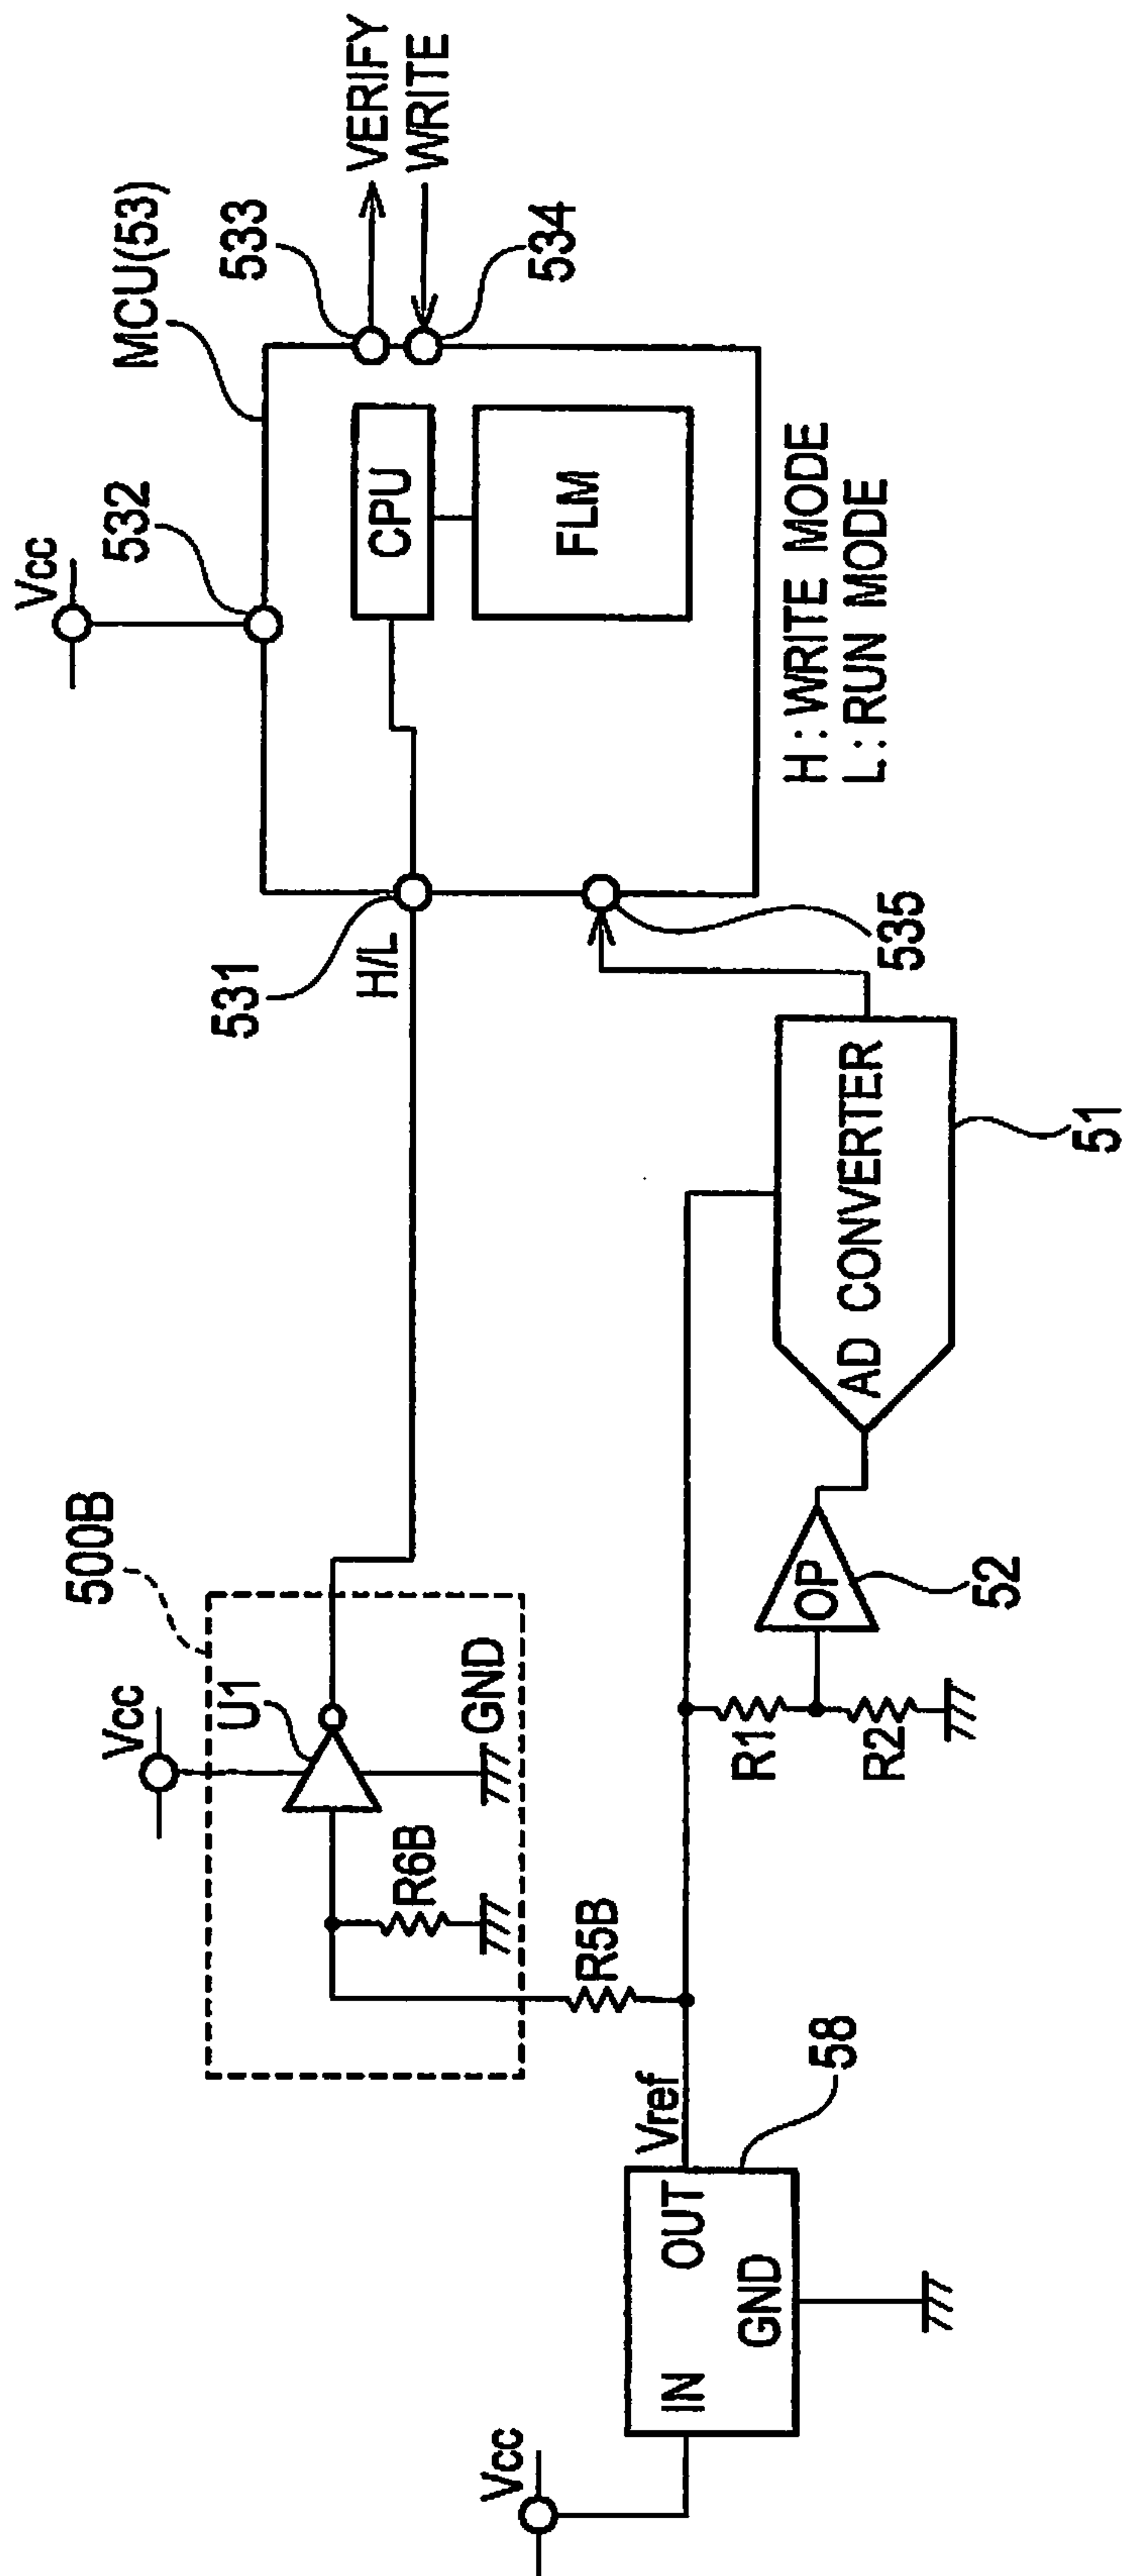 Vcc
532
MCU(53)
533
VERIFY
WRITE
534
CPU
FLM
531
H/L
535
H : WRITE MODE
L : RUN MODE
500B
Vcc
U1
GND
R6B
R5B
Vcc
IN
OUT
GND
Vref
58
R1
R2
OP
52
AD CONVERTER
51